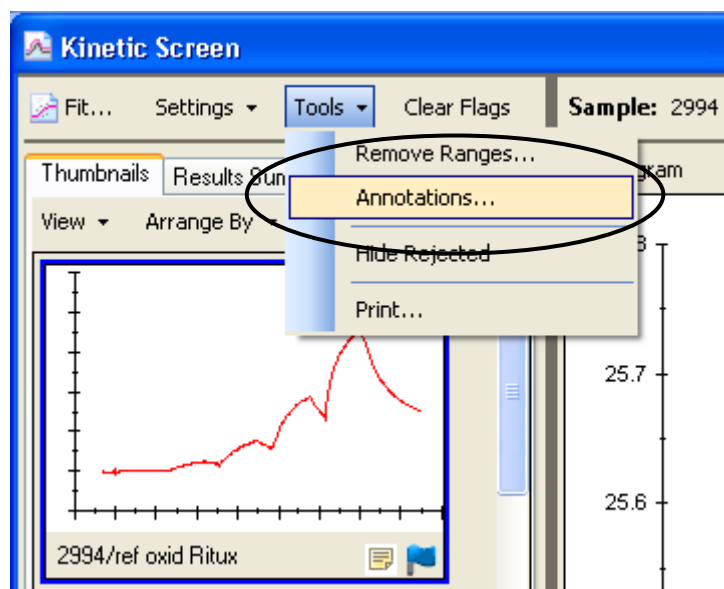 Kinetic Screen
Fit... Settings Tools Clear Flags Sample: 2994
Thumbnails Results Sun
Remove Ranges...
Annotations...
Hide Rejected
Print...
gram
View Arrange By
8
25.7
25.6
2994/ref oxid Ritux